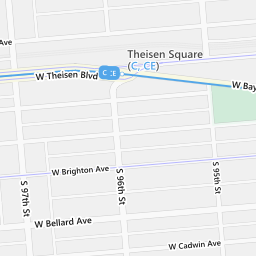 Theisen Square
(C, CE)
Ave
W Theisen Blvd
C CE
W Bay
W Brighton Ave
S 97th St
S 96th St
S 95th St
W Bellard Ave
W Cadwin Ave